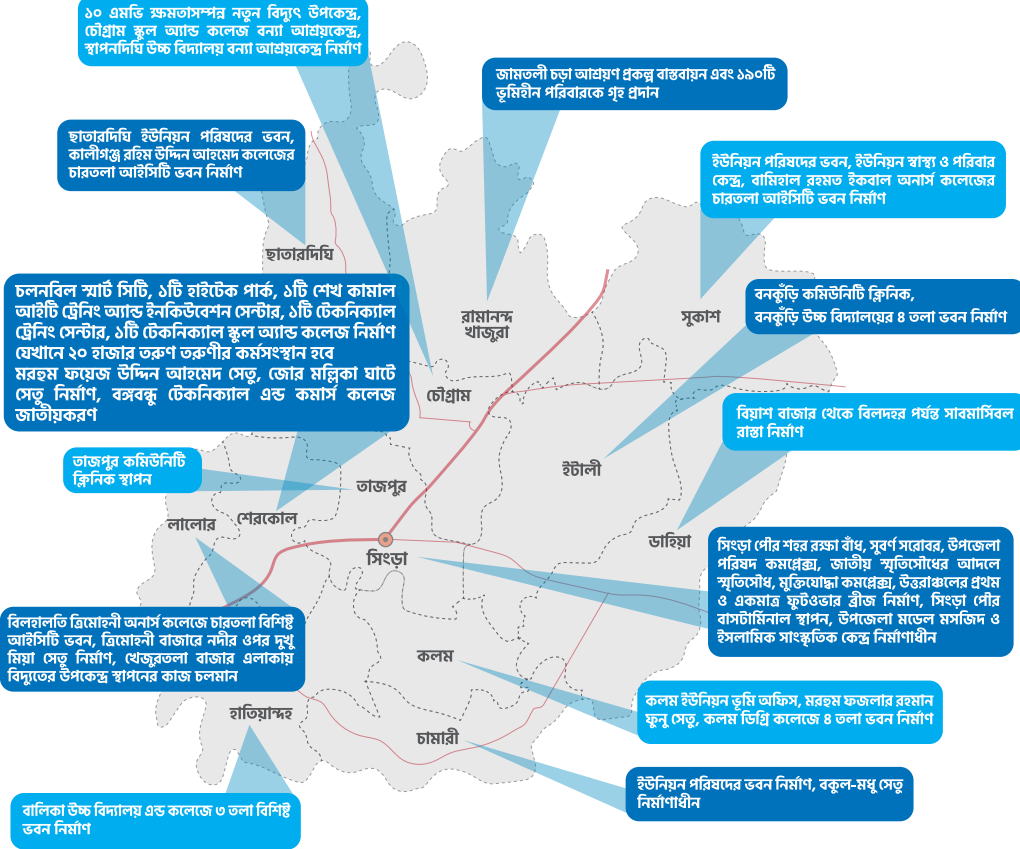 ১০ এমভি ক্ষমতাসম্পন্ন নতুন বিদ্যুৎ উপকেন্দ্র,
চৌগ্রাম স্কুল অ্যান্ড কলেজ বন্যা আশ্রয়কেন্দ্র,
স্থাপনদিঘি উচ্চ বিদ্যালয় বন্যা আশ্রয়কেন্দ্র নির্মাণ
জামতলী চড়া আশ্রয়ণ প্রকল্প বাস্তবায়ন এবং ১৯০টি
ভূমিহীন পরিবারকে গৃহ প্রদান
ছাতারদিঘি ইউনিয়ন পরিষদের ভবন,
কালীগঞ্জ রহিম উদ্দিন আহমেদ কলেজের
চারতলা আইসিটি ভবন নির্মাণ
ইউনিয়ন পরিষদের ভবন, ইউনিয়ন স্বাস্থ্য ও পরিবার
কেন্দ্র, বামিহাল রহমত ইকবাল অনার্স কলেজের
চারতলা আইসিটি ভবন নির্মাণ
ছাতারদিঘি
চলনবিল স্মার্ট সিটি, ১টি হাইটেক পার্ক, ১টি শেখ কামাল
আইটি ট্রেনিং অ্যান্ড ইনকিউবেশন সেন্টার, ১টি টেকনিক্যাল
ট্রেনিং সেন্টার, ১টি টেকনিক্যাল স্কুল অ্যান্ড কলেজ নির্মাণ
যেখানে ২০ হাজার তরুণ তরুণীর কর্মসংস্থান হবে
মরহুম ফয়েজ উদ্দিন আহমেদ সেতু, জোর মল্লিকা ঘাটে
সেতু নির্মাণ, বঙ্গবন্ধু টেকনিক্যাল এন্ড কমার্স কলেজ
জাতীয়করণ
রামানন্দ
খাজুরা
সুকাশ
বনকুঁড়ি কমিউনিটি ক্লিনিক,
বনকুঁড়ি উচ্চ বিদ্যালয়ের ৪ তলা ভবন নির্মাণ
চৌগ্রাম
বিয়াশ বাজার থেকে বিলদহর পর্যন্ত সাবমার্সিবল
রাস্তা নির্মাণ
তাজপুর কমিউনিটি
ক্লিনিক স্থাপন
ইটালী
তাজপুর
লালোর
শেরকোল
ডাহিয়া
সিংড়া
সিংড়া পৌর শহর রক্ষা বাঁধ, সুবর্ণ সরোবর, উপজেলা
পরিষদ কমপ্লেক্স, জাতীয় স্মৃতিসৌধের আদলে
স্মৃতিসৌধ, মুক্তিযোদ্ধা কমপ্লেক্স, উত্তরাঞ্চলের প্রথম
ও একমাত্র ফুটওভার ব্রীজ নির্মাণ, সিংড়া পৌর
বাসটার্মিনাল স্থাপন, উপজেলা মডেল মসজিদ ও
ইসলামিক সাংস্কৃতিক কেন্দ্র নির্মাণাধীন
বিলহালতি ত্রিমোহনী অনার্স কলেজে চারতলা বিশিষ্ট
আইসিটি ভবন, ত্রিমোহনী বাজারে নদীর ওপর দুখু
মিয়া সেতু নির্মাণ, খেজুরতলা বাজার এলাকায়
বিদ্যুতের উপকেন্দ্র স্থাপনের কাজ চলমান
কলম
হাতিয়ান্দহ
কলম ইউনিয়ন ভূমি অফিস, মরহুম ফজলার রহমান
ফুনু সেতু, কলম ডিগ্রি কলেজে ৪ তলা ভবন নির্মাণ
চামারী
ইউনিয়ন পরিষদের ভবন নির্মাণ, বকুল-মধু সেতু
নির্মাণাধীন
বালিকা উচ্চ বিদ্যালয় এন্ড কলেজে ৩ তলা বিশিষ্ট
ভবন নির্মাণ